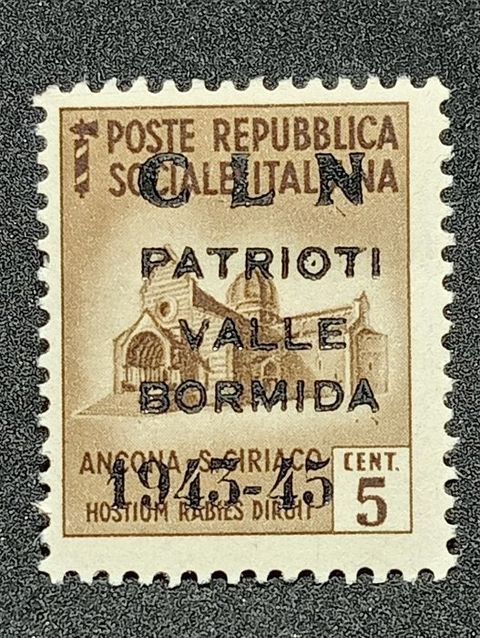 POSTE REPUBBLICA
SOCIALE ITALIANA
C L N
PATRIOTI
VALLE
BORMIDA
ANCONA - S. CIRIACO
1943-45
HOSTIUM RABIES DIRUIT
CENT.
5